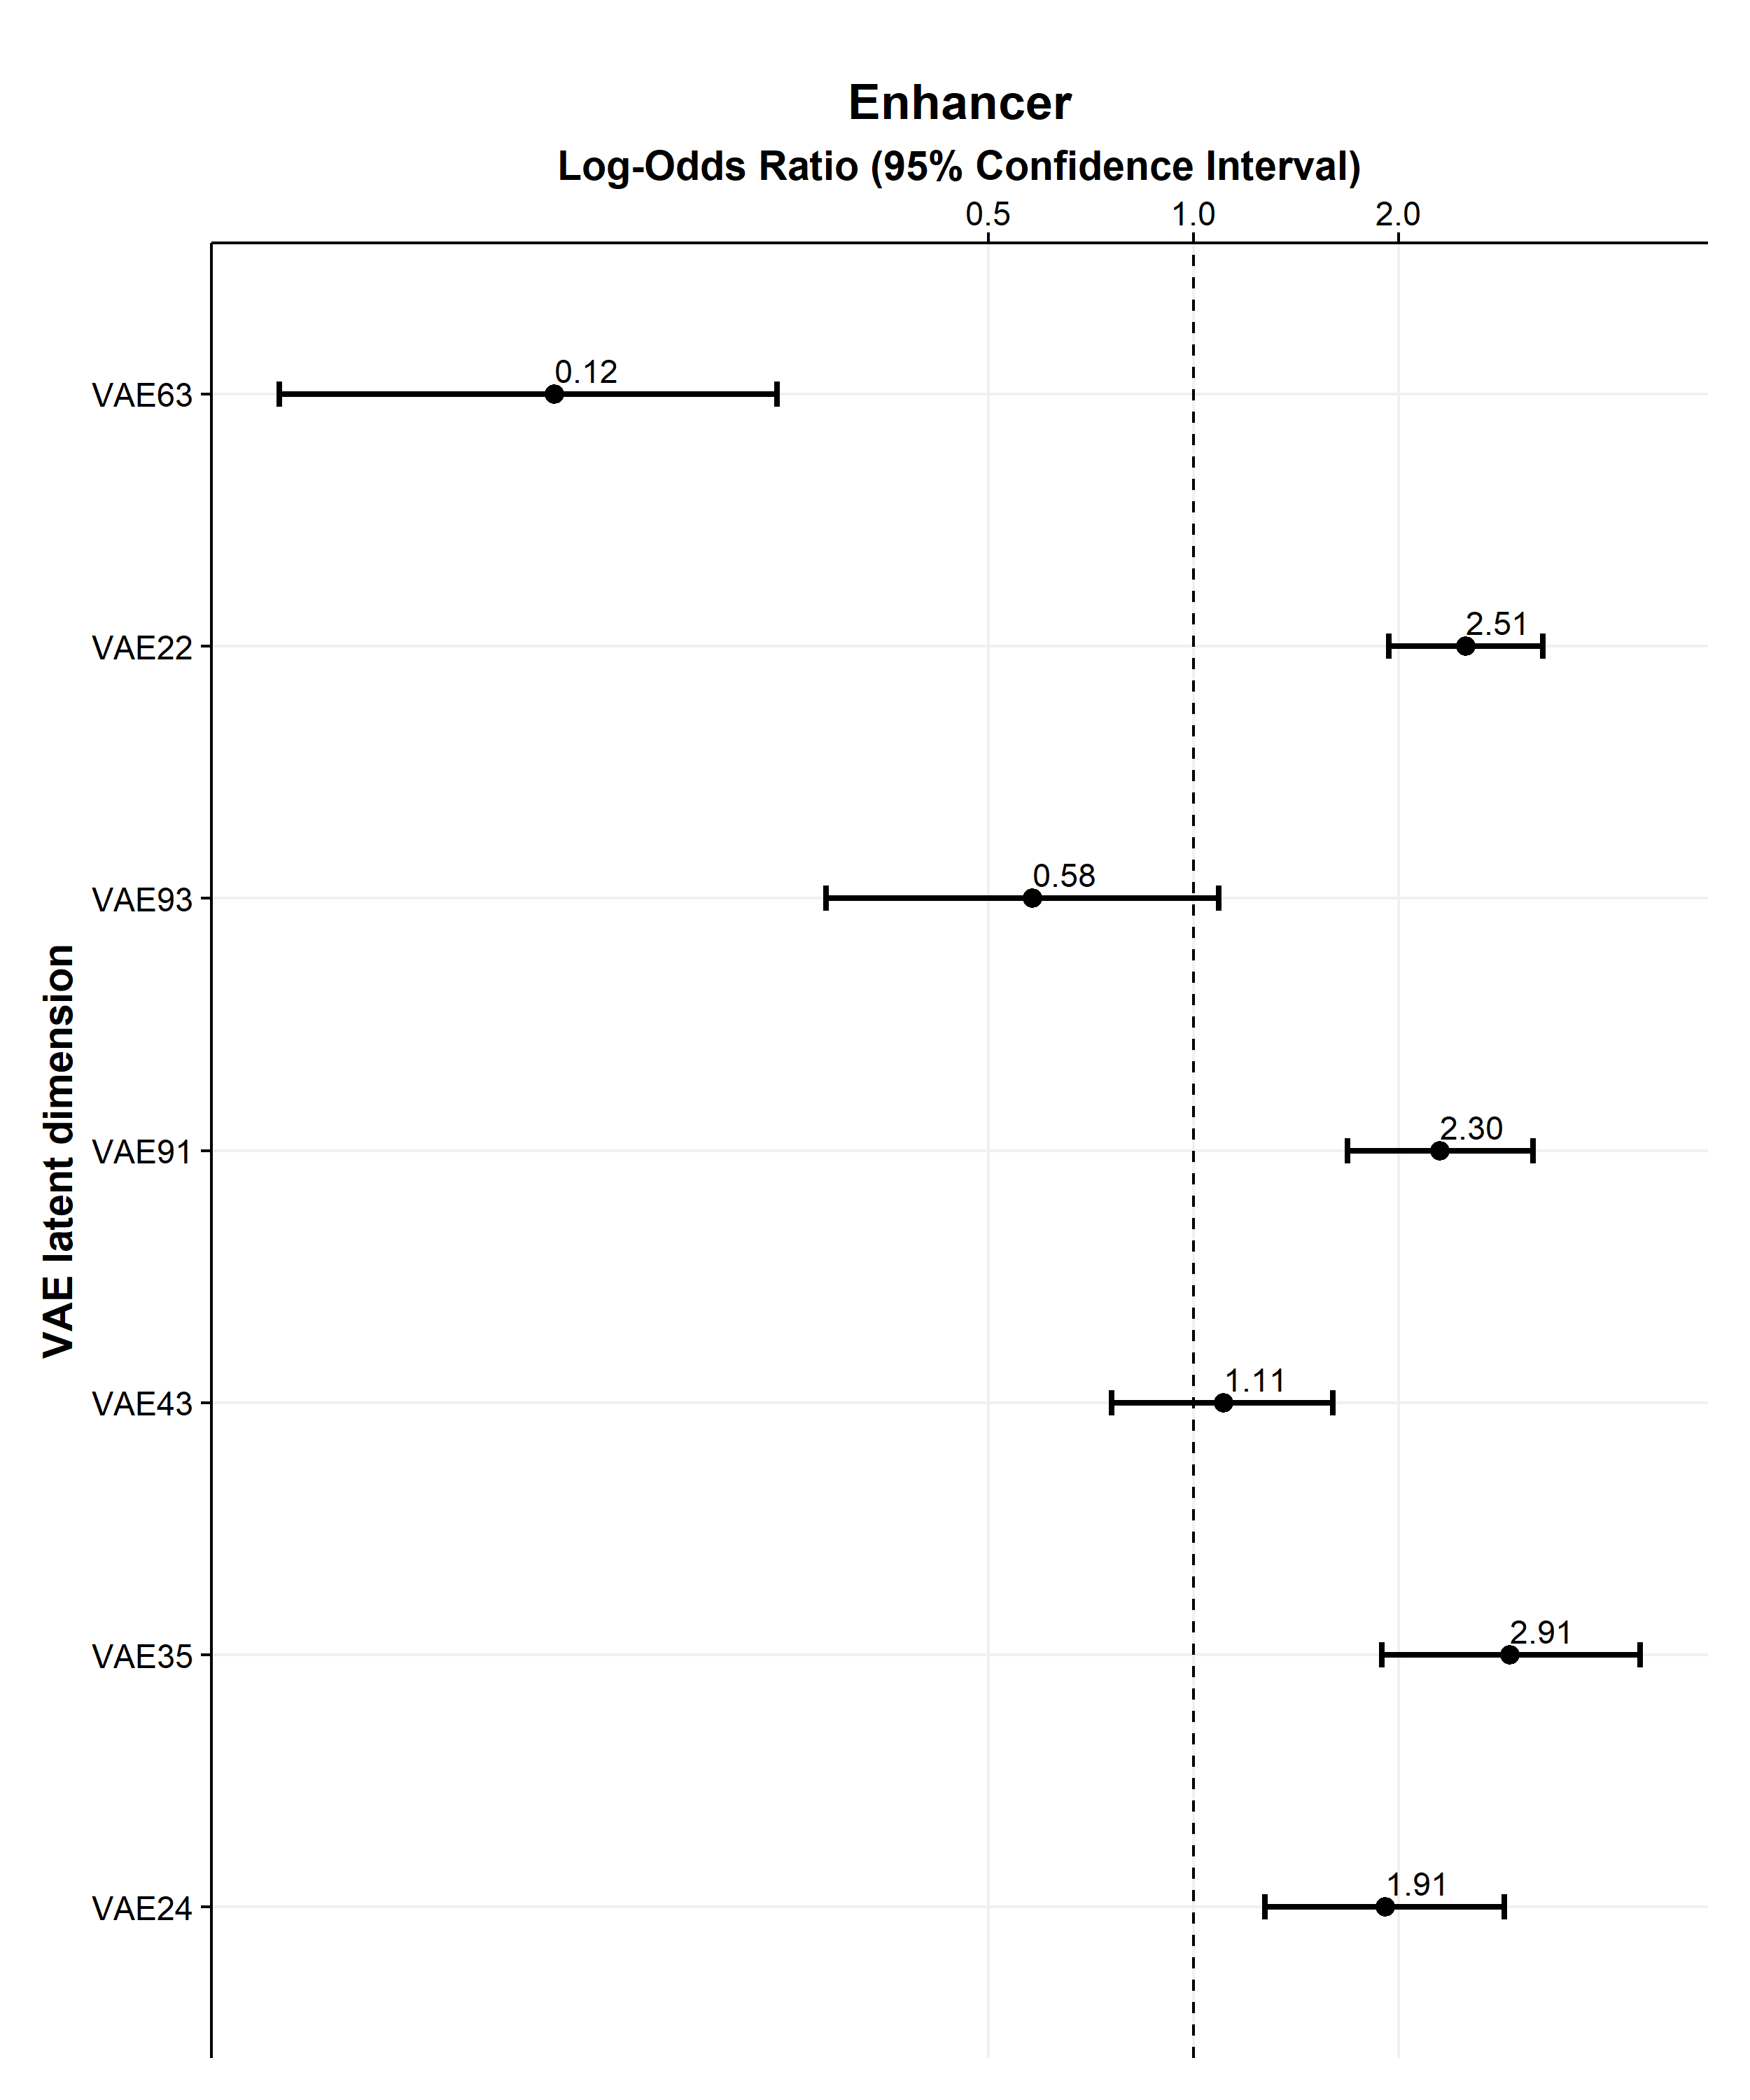 Enhancer
Log-Odds Ratio (95% Confidence Interval)
0.5 1.0 2.0
0.12
VAE63
2.51
VAE22
0.58
VAE93
VAE latent dimension
2.30
VAE91
1.11
VAE43
2.91
VAE35
1.91
VAE24